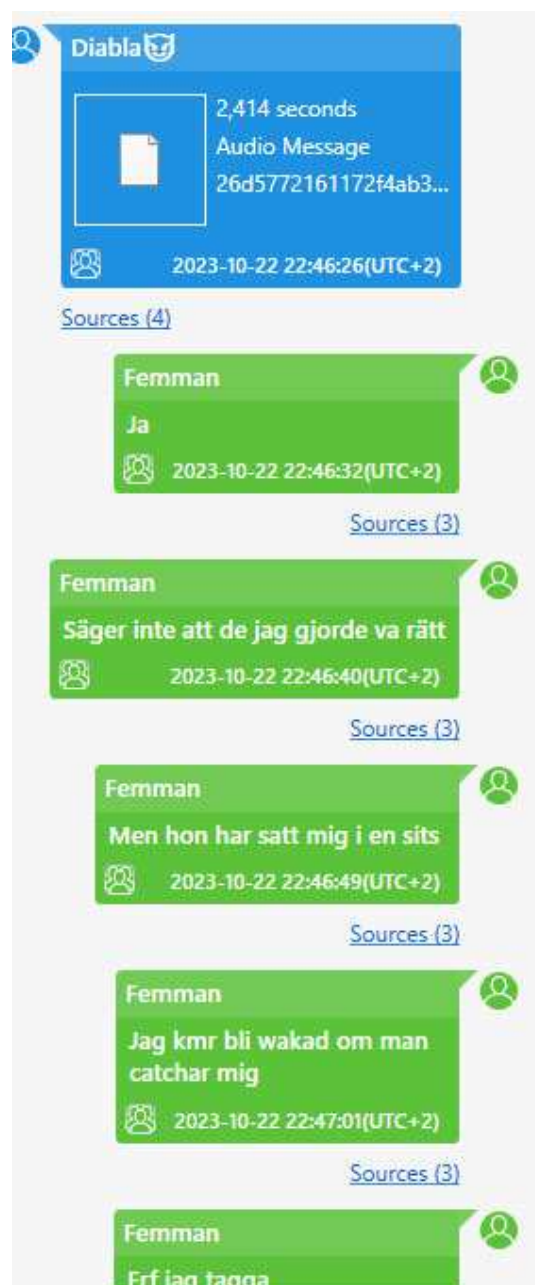 Diabla😈
2,414 seconds
Audio Message
26d5772161172f4ab3...
2023-10-22 22:46:26(UTC+2)
Sources (4)
Femman
Ja
2023-10-22 22:46:32(UTC+2)
Sources (3)
Femman
Säger inte att de jag gjorde va rätt
2023-10-22 22:46:40(UTC+2)
Sources (3)
Femman
Men hon har satt mig i en sits
2023-10-22 22:46:49(UTC+2)
Sources (3)
Femman
Jag kmr bli wakad om man
catchar mig
2023-10-22 22:47:01(UTC+2)
Sources (3)
Femman
Erf jag tagga